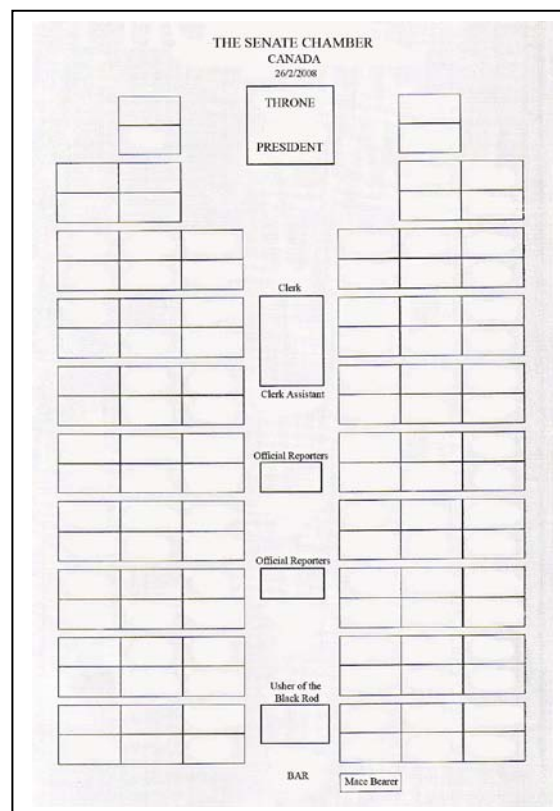 THE SENATE CHAMBER
CANADA
26/2/2008
THRONE
PRESIDENT
Clerk
Clerk Assistant
Official Reporters
Official Reporters
Usher of the
Black Rod
BAR
Mace Bearer